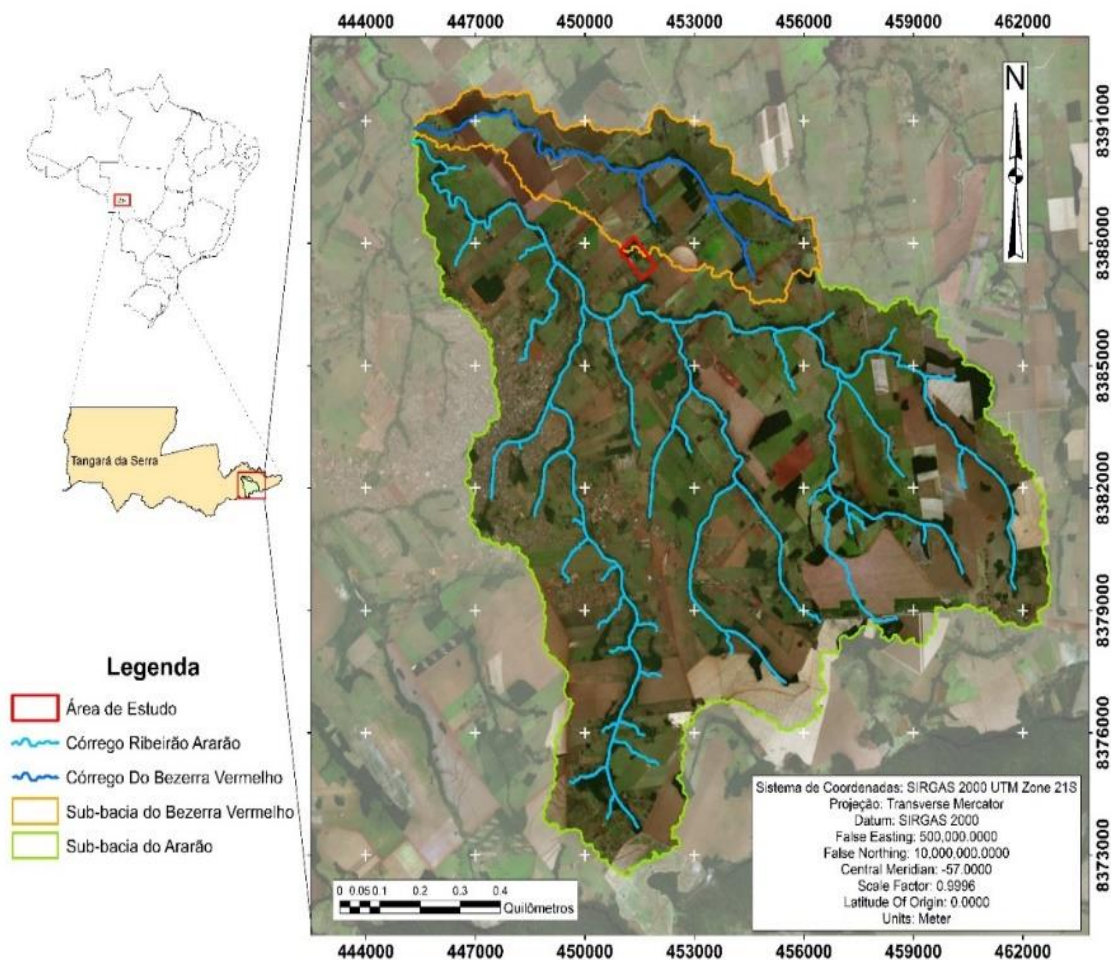 444000 447000 450000 453000 456000 459000 462000
N
8391000
8388000
8385000
8382000
8379000
8376000
8373000
Tangará da Serra
Legenda
Área de Estudo
Córrego Ribeirão Ararão
Córrego Do Bezerra Vermelho
Sub-bacia do Bezerra Vermelho
Sub-bacia do Ararão
0 0.05 0.1 0.2 0.3 0.4
Quilômetros
Sistema de Coordenadas: SIRGAS 2000 UTM Zone 21S
Projeção: Transverse Mercator
Datum: SIRGAS 2000
False Easting: 500,000.0000
False Northing: 10,000,000.0000
Central Meridian: -57.0000
Scale Factor: 0.9996
Latitude Of Origin: 0.0000
Units: Meter
444000 447000 450000 453000 456000 459000 462000